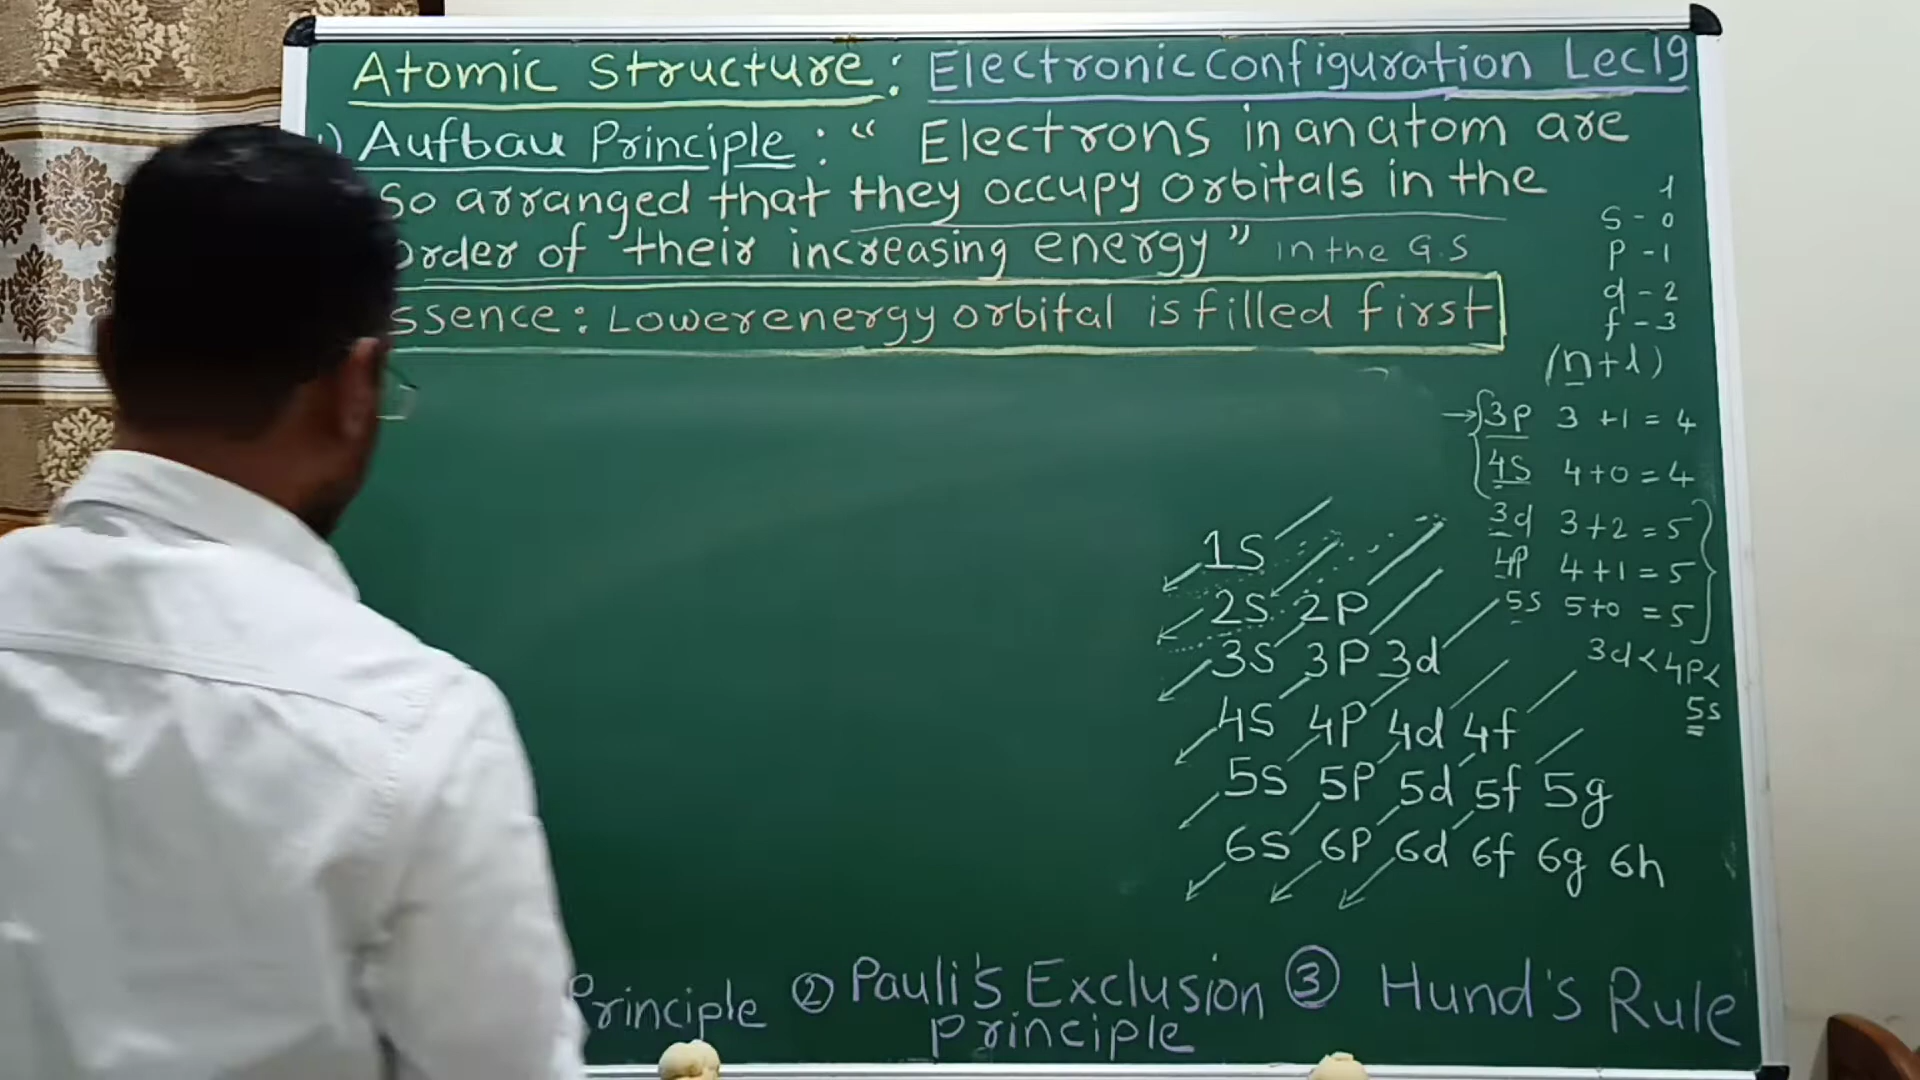 Atomic Structure: Electronic Configuration Lec19
1) Aufbau Principle: “ Electrons in an atom are
So arranged that they occupy orbitals in the
order of their increasing energy” in the G.S
ssence: Lower energy orbital is filled first
l
S - 0
P - 1
d - 2
f - 3
(n+l)
→ 3P 3 +1 = 4
4S 4+0 = 4
3d 3+2 = 5
4P 4+1 = 5
5S 5+0 = 5
3d < 4P <
5s
1S
2S 2P
3S 3P 3d
4S 4P 4d 4f
5S 5P 5d 5f 5g
6S 6P 6d 6f 6g 6h
Principle ② Pauli's Exclusion ③ Hund's Rule
Principle